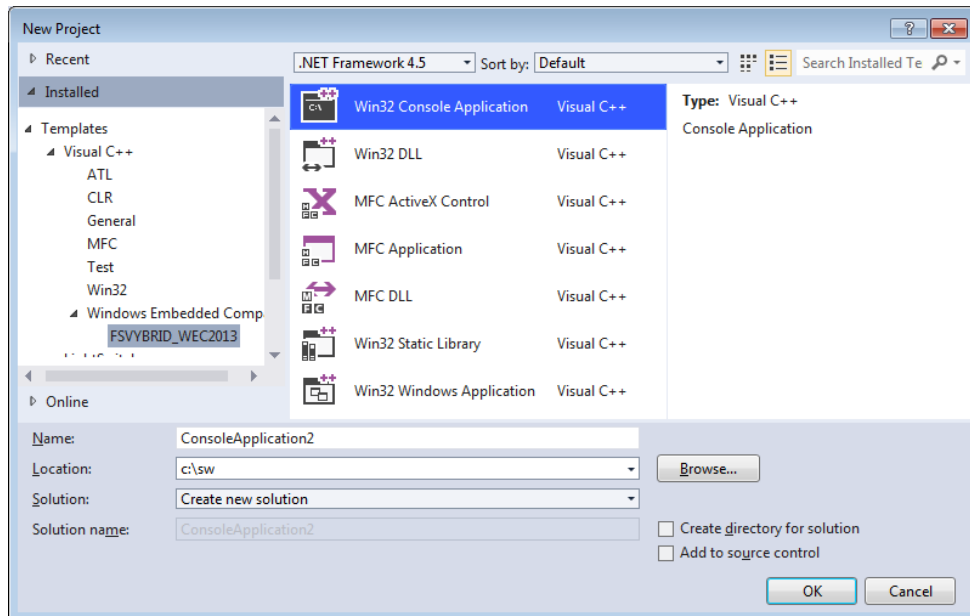 New Project
Recent
.NET Framework 4.5 Sort by: Default Search Installed Te
Installed
Templates
Visual C++
ATL
CLR
General
MFC
Test
Win32
Windows Embedded Comp
FSVYBRID_WEC2013
Online
Win32 Console Application Visual C++
Win32 DLL Visual C++
MFC ActiveX Control Visual C++
MFC Application Visual C++
MFC DLL Visual C++
Win32 Static Library Visual C++
Win32 Windows Application Visual C++
Type: Visual C++
Console Application
Name: ConsoleApplication2
Location: c:\sw Browse...
Solution: Create new solution
Solution name: ConsoleApplication2
Create directory for solution
Add to source control
OK Cancel